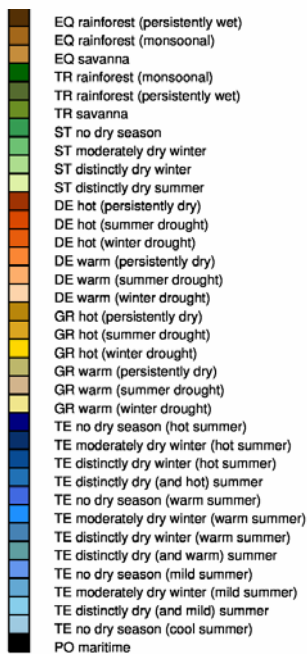 EQ rainforest (persistently wet)
EQ rainforest (monsoonal)
EQ savanna
TR rainforest (monsoonal)
TR rainforest (persistently wet)
TR savanna
ST no dry season
ST moderately dry winter
ST distinctly dry winter
ST distinctly dry summer
DE hot (persistently dry)
DE hot (summer drought)
DE hot (winter drought)
DE warm (persistently dry)
DE warm (summer drought)
DE warm (winter drought)
GR hot (persistently dry)
GR hot (summer drought)
GR hot (winter drought)
GR warm (persistently dry)
GR warm (summer drought)
GR warm (winter drought)
TE no dry season (hot summer)
TE moderately dry winter (hot summer)
TE distinctly dry winter (hot summer)
TE distinctly dry (and hot) summer
TE no dry season (warm summer)
TE moderately dry winter (warm summer)
TE distinctly dry winter (warm summer)
TE distinctly dry (and warm) summer
TE no dry season (mild summer)
TE moderately dry winter (mild summer)
TE distinctly dry (and mild) summer
TE no dry season (cool summer)
PO maritime